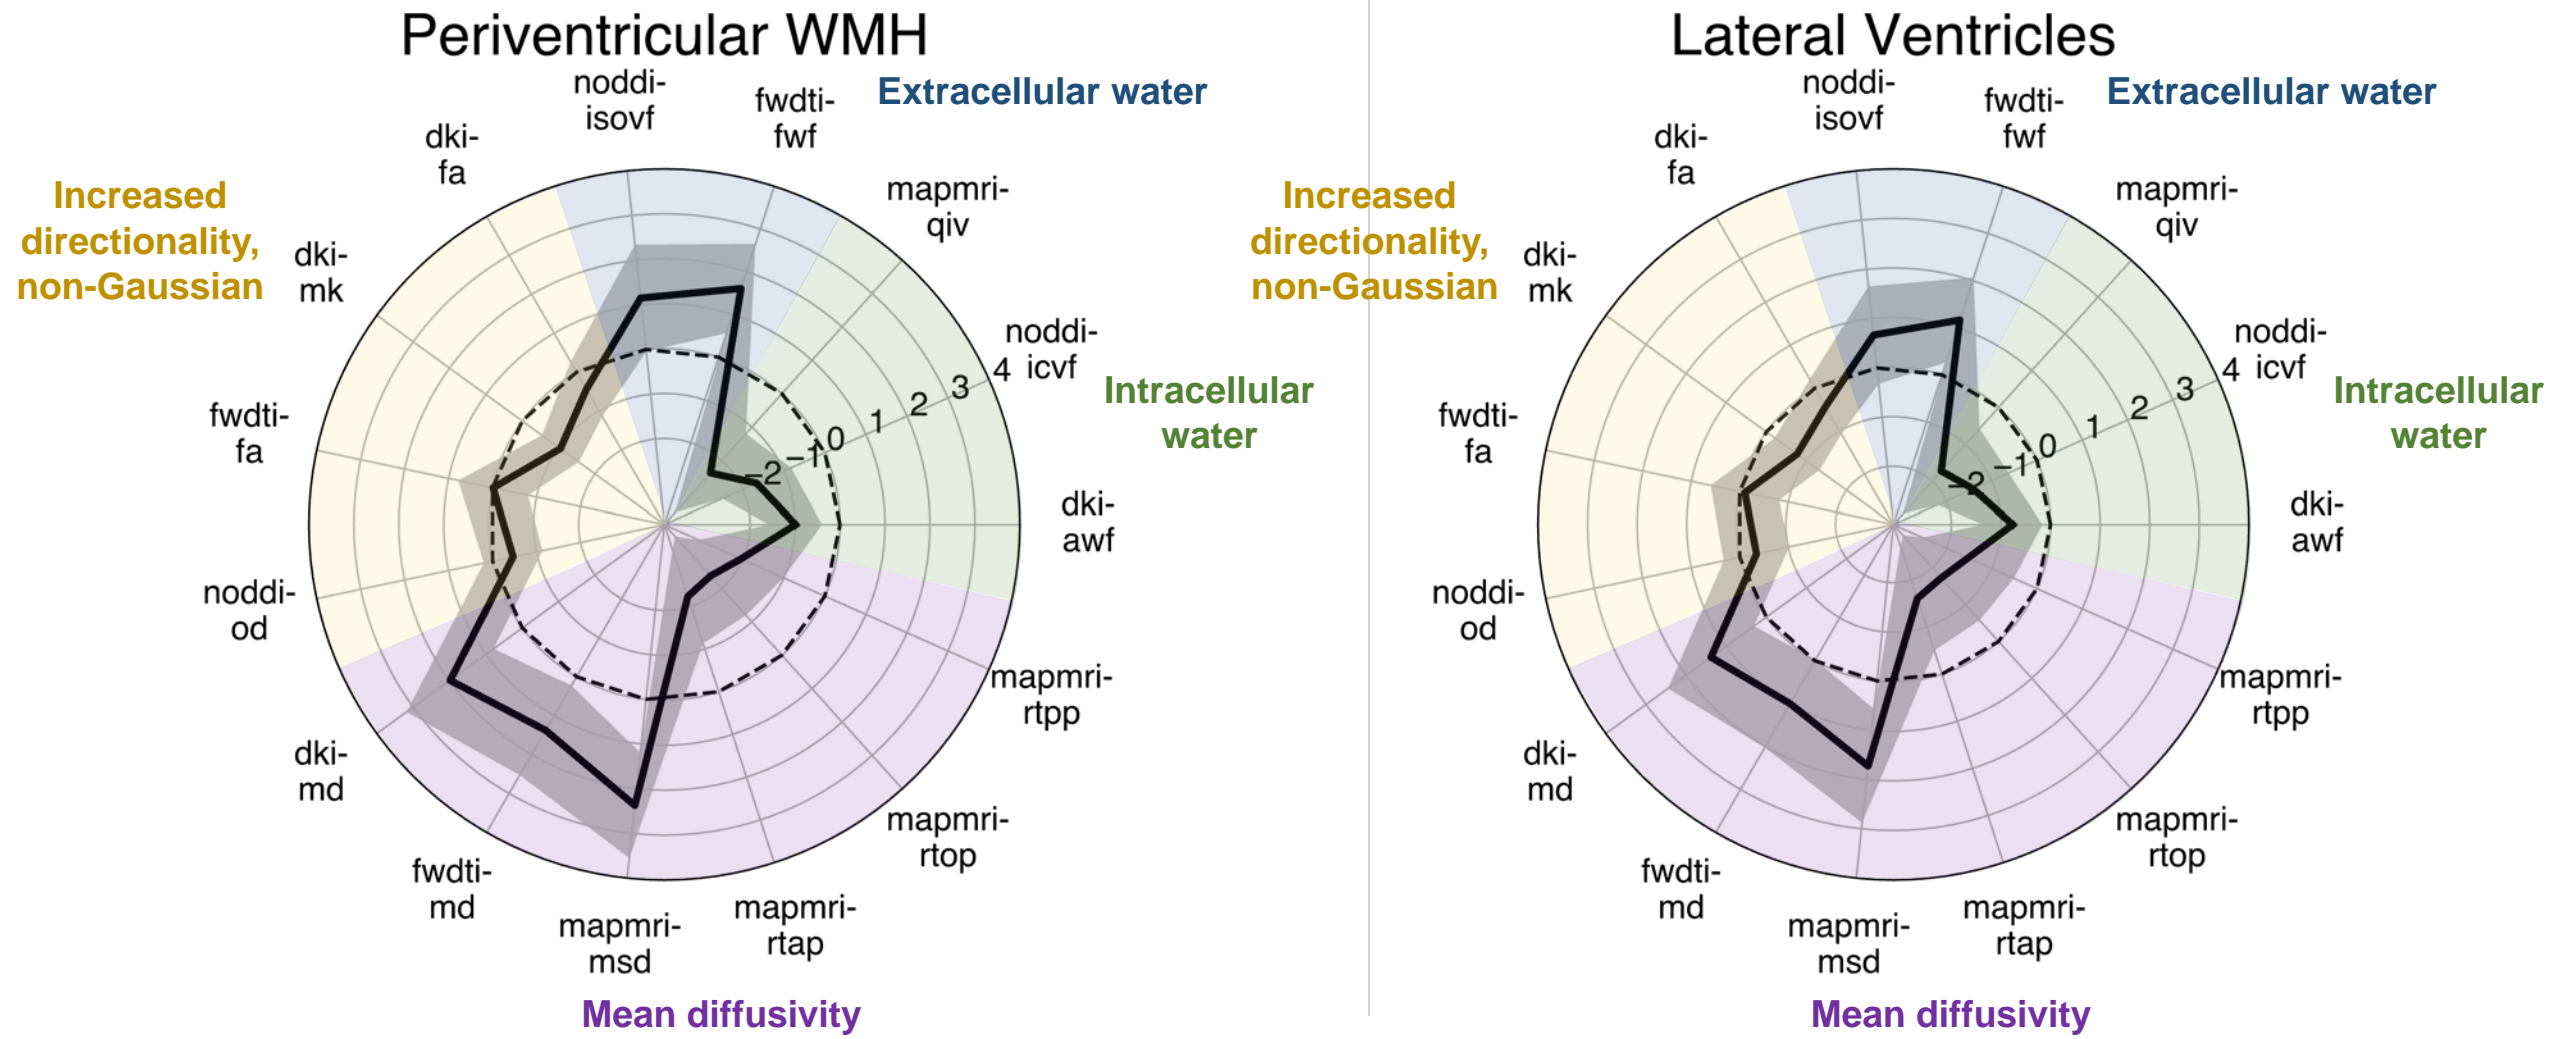 Periventricular WMH
noddi-
isovf
fwdti-
fwf
Extracellular water
dki-
fa
mapmri-
qiv
Increased
directionality,
non-Gaussian
dki-
mk
noddi-
icvf
4
3
2
1
0
−1
−2
Intracellular
water
fwdti-
fa
dki-
awf
noddi-
od
mapmri-
rtpp
dki-
md
mapmri-
rtop
fwdti-
md
mapmri-
rtap
mapmri-
msd
Mean diffusivity
Lateral Ventricles
noddi-
isovf
fwdti-
fwf
Extracellular water
dki-
fa
mapmri-
qiv
Increased
directionality,
non-Gaussian
dki-
mk
noddi-
icvf
4
3
2
1
0
−1
−2
Intracellular
water
fwdti-
fa
dki-
awf
noddi-
od
mapmri-
rtpp
dki-
md
mapmri-
rtop
fwdti-
md
mapmri-
rtap
mapmri-
msd
Mean diffusivity